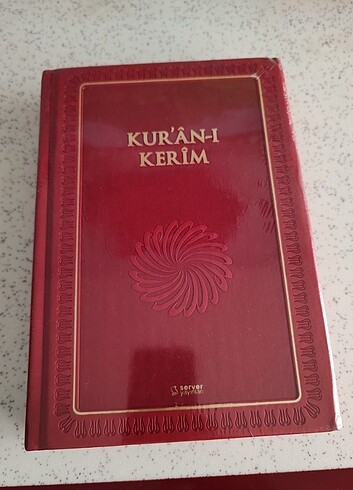 KUR'ÂN-I
KERÎM
server
yayınları